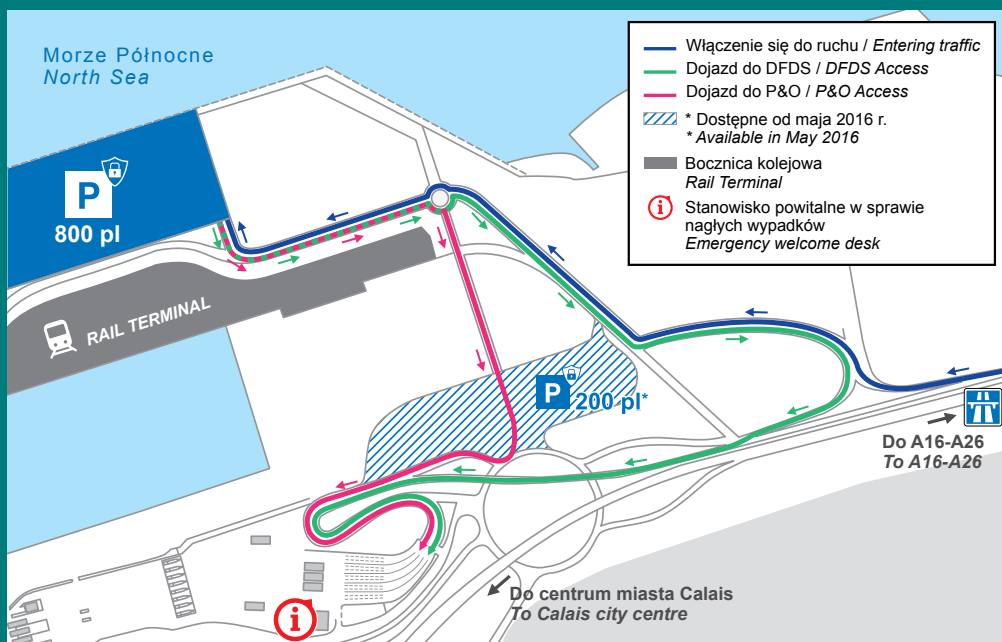 Morze Północne
North Sea
Włączenie się do ruchu / Entering traffic
Dojazd do DFDS / DFDS Access
Dojazd do P&O / P&O Access
* Dostępne od maja 2016 r.
* Available in May 2016
Bocznica kolejowa
Rail Terminal
Stanowisko powitalne w sprawie
nagłych wypadków
Emergency welcome desk
P
800 pl
RAIL TERMINAL
P
200 pl*
Do A16-A26
To A16-A26
Do centrum miasta Calais
To Calais city centre